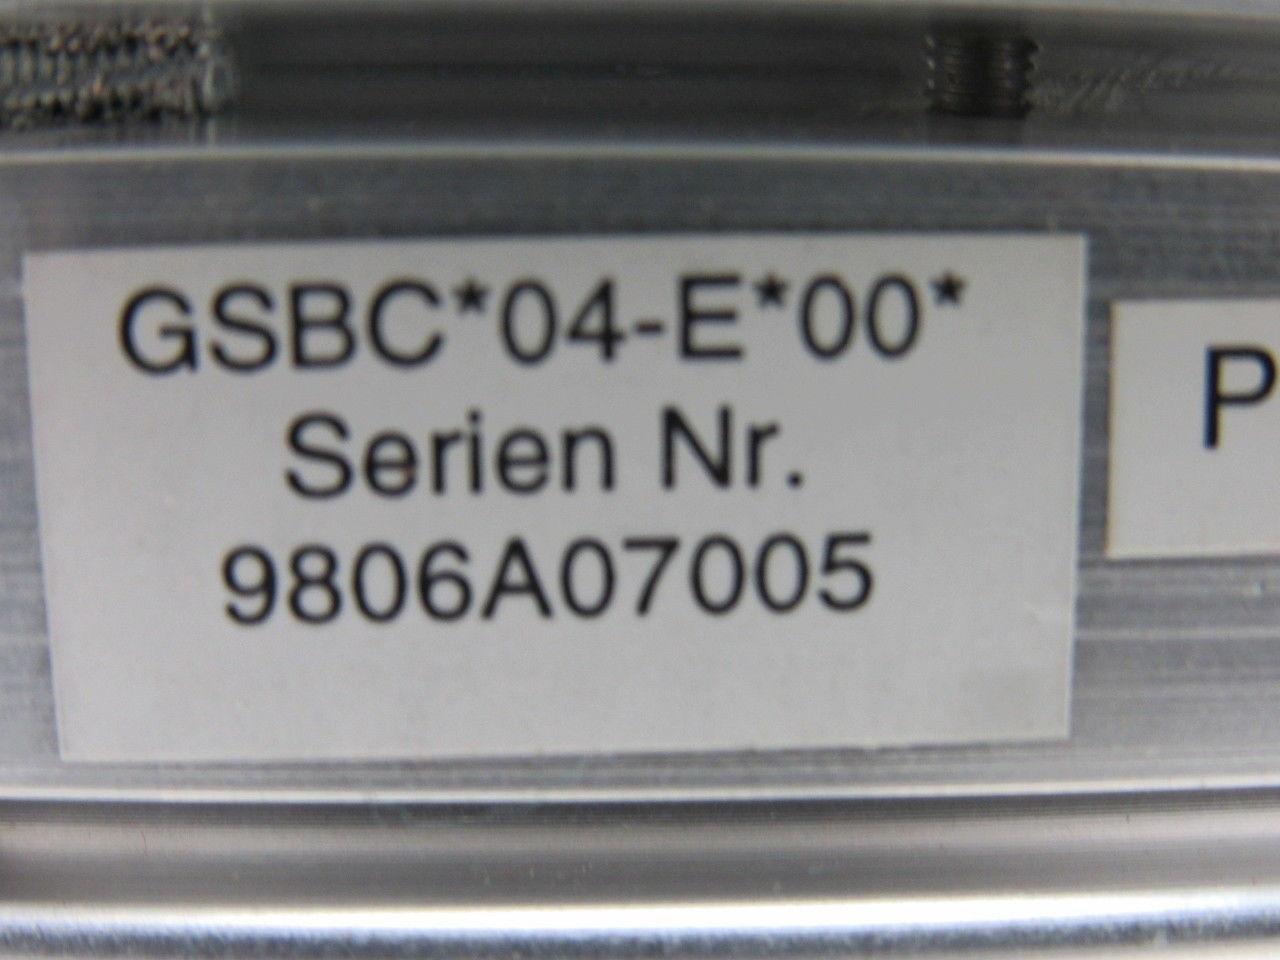 GSBC*04-E*00*
Serien Nr.
9806A07005
P